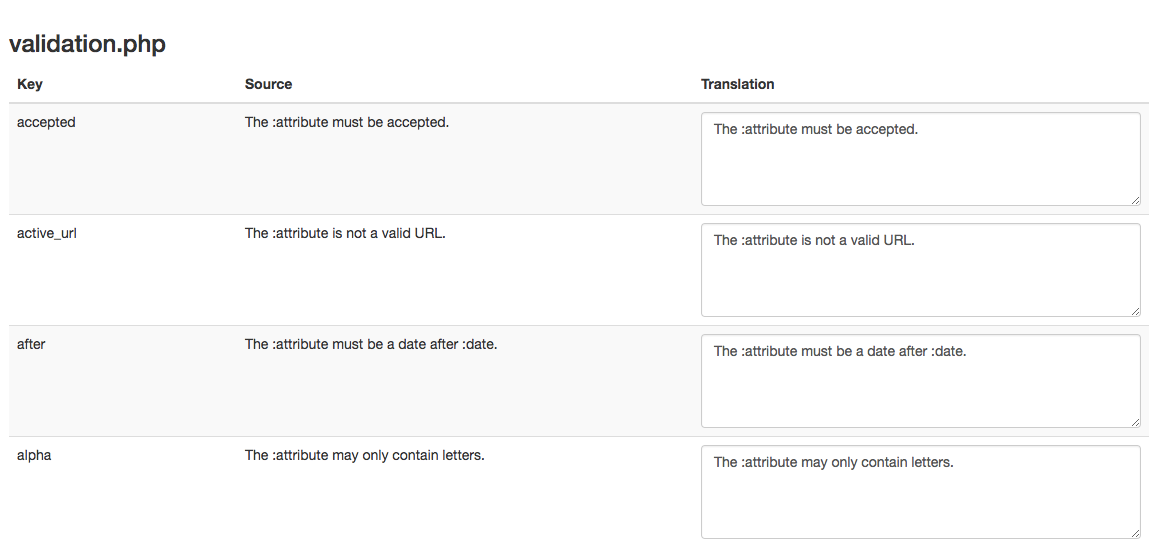 validation.php
Key Source Translation
accepted The :attribute must be accepted. The :attribute must be accepted.
active_url The :attribute is not a valid URL. The :attribute is not a valid URL.
after The :attribute must be a date after :date. The :attribute must be a date after :date.
alpha The :attribute may only contain letters. The :attribute may only contain letters.